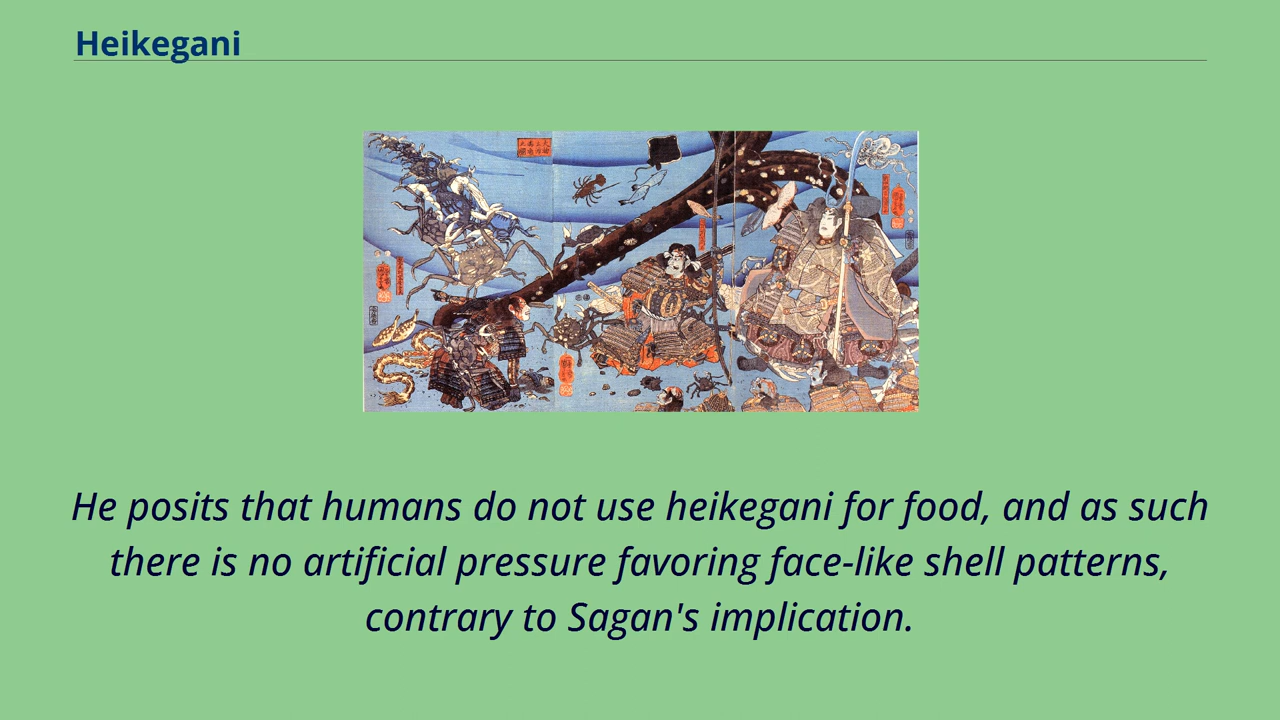 Heikegani
He posits that humans do not use heikegani for food, and as such
there is no artificial pressure favoring face-like shell patterns,
contrary to Sagan's implication.